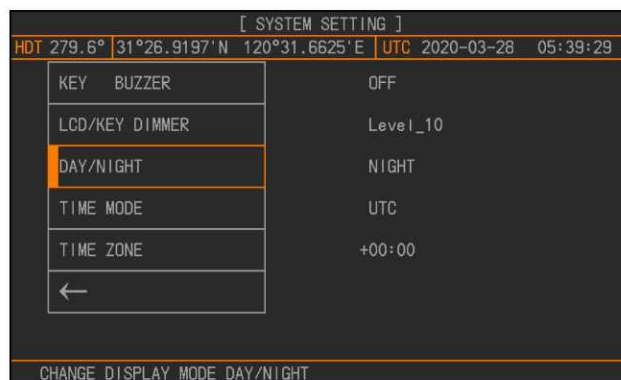 [ SYSTEM SETTING ]
HDT 279.6° 31°26.9197'N 120°31.6625'E UTC 2020-03-28 05:39:29
KEY BUZZER OFF
LCD/KEY DIMMER Level_10
DAY/NIGHT NIGHT
TIME MODE UTC
TIME ZONE +00:00
←
CHANGE DISPLAY MODE DAY/NIGHT